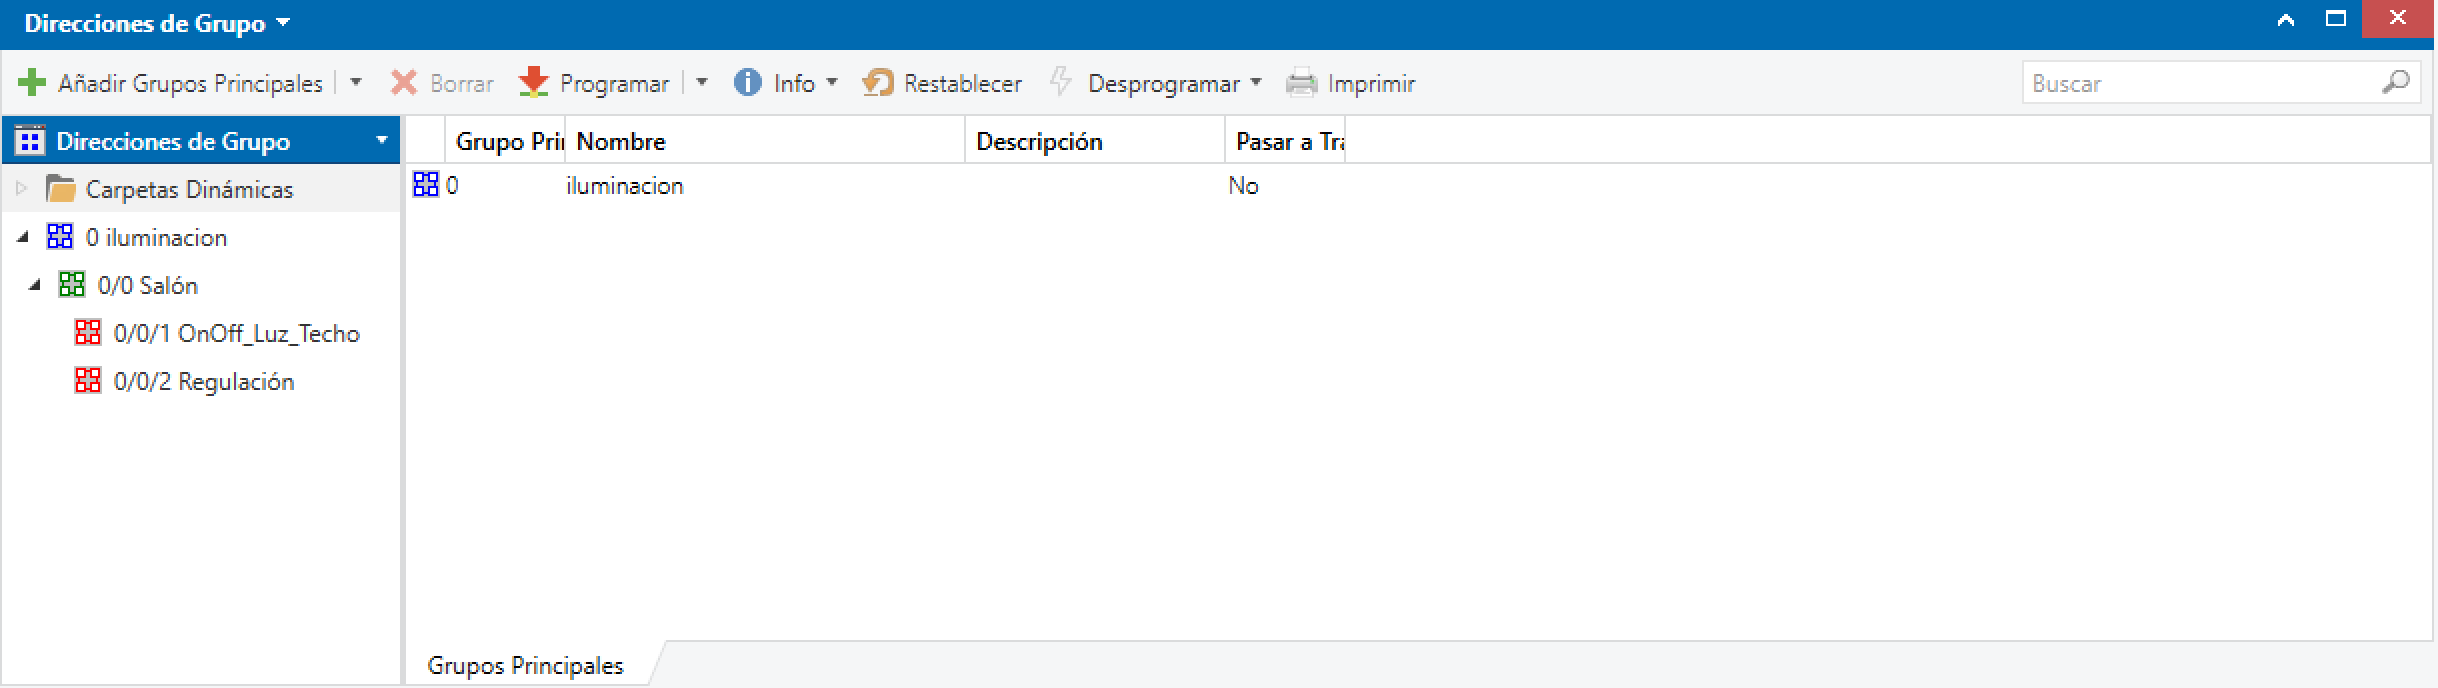 Direcciones de Grupo
Añadir Grupos Principales Borrar Programar Info Restablecer Desprogramar Imprimir Buscar
Direcciones de Grupo
Grupo Pri Nombre Descripción Pasar a Tra
Carpetas Dinámicas
0 iluminacion No
0 iluminacion
0/0 Salón
0/0/1 OnOff_Luz_Techo
0/0/2 Regulación
Grupos Principales